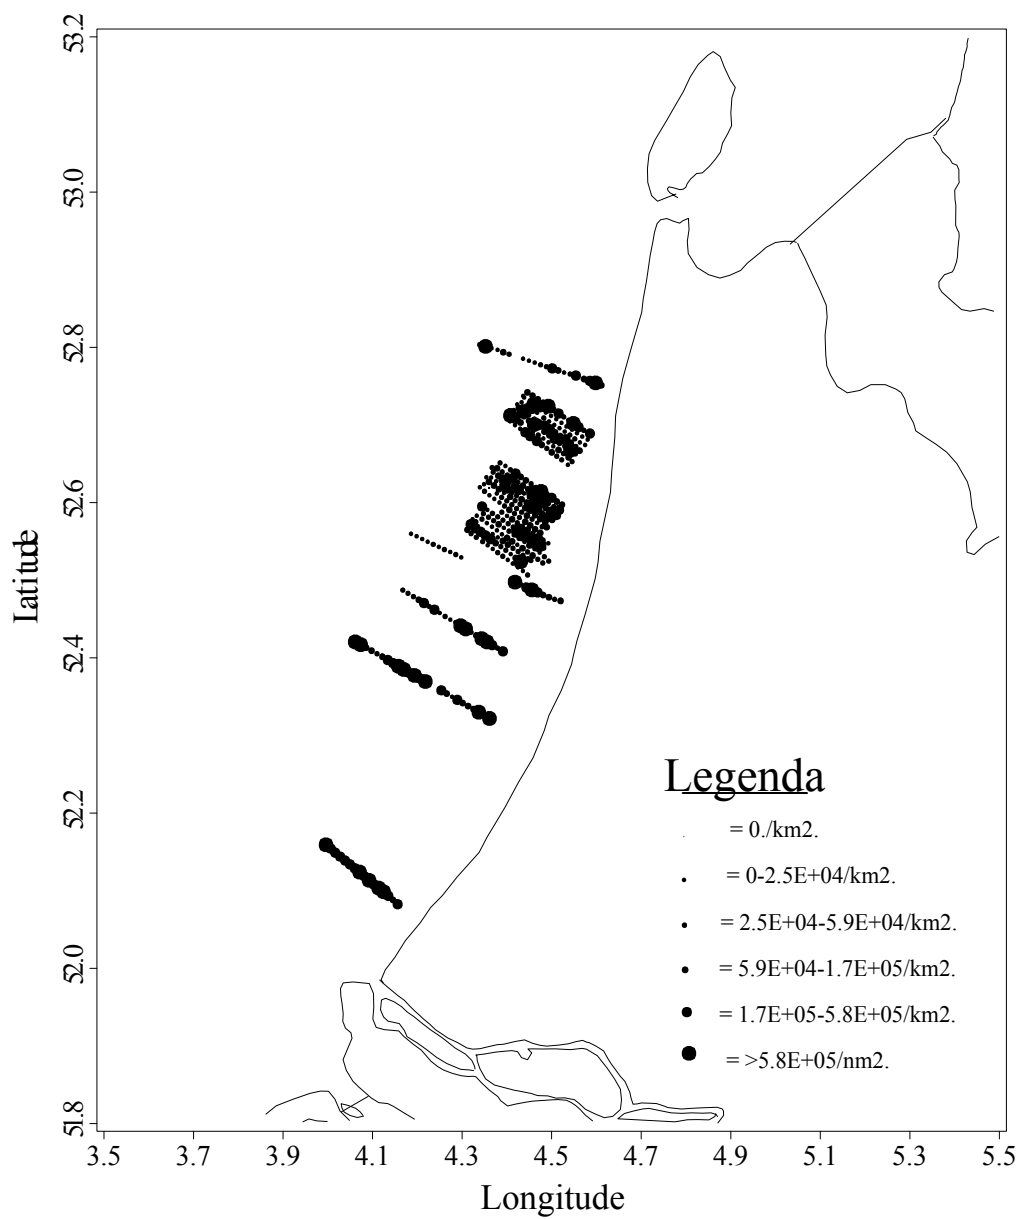 53.2
53.0
52.8
52.6
52.4
52.2
52.0
51.8
Latitude
Legenda
= 0./km2.
= 0-2.5E+04/km2.
= 2.5E+04-5.9E+04/km2.
= 5.9E+04-1.7E+05/km2.
= 1.7E+05-5.8E+05/km2.
= >5.8E+05/nm2.
3.5 3.7 3.9 4.1 4.3 4.5 4.7 4.9 5.1 5.3 5.5
Longitude